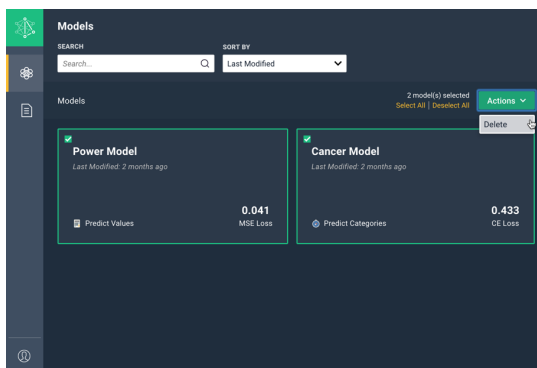 Models
SEARCH
SORT BY
Search...
Last Modified
Models
2 model(s) selected
Select All | Deselect All
Actions
Delete
Power Model
Last Modified: 2 months ago
0.041
Predict Values
MSE Loss
Cancer Model
Last Modified: 2 months ago
0.433
Predict Categories
CE Loss